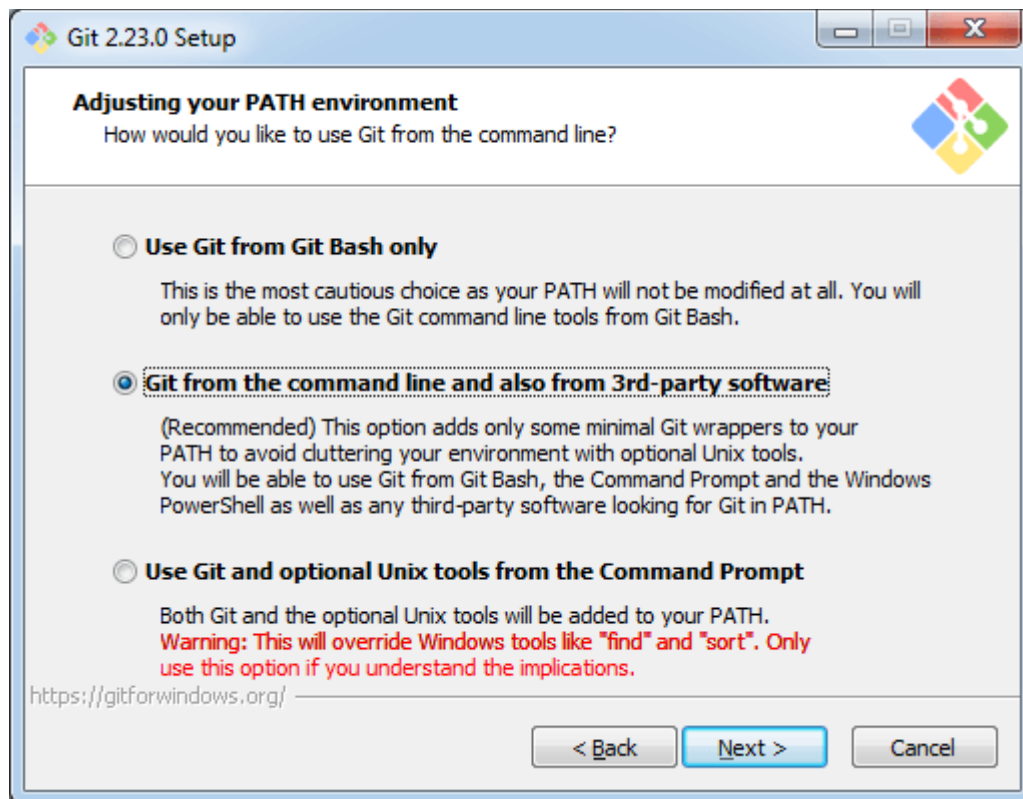 Git 2.23.0 Setup
Adjusting your PATH environment
How would you like to use Git from the command line?
Use Git from Git Bash only
This is the most cautious choice as your PATH will not be modified at all. You will
only be able to use the Git command line tools from Git Bash.
Git from the command line and also from 3rd-party software
(Recommended) This option adds only some minimal Git wrappers to your
PATH to avoid cluttering your environment with optional Unix tools.
You will be able to use Git from Git Bash, the Command Prompt and the Windows
PowerShell as well as any third-party software looking for Git in PATH.
Use Git and optional Unix tools from the Command Prompt
Both Git and the optional Unix tools will be added to your PATH.
Warning: This will override Windows tools like "find" and "sort". Only
use this option if you understand the implications.
https://gitforwindows.org/
< Back
Next >
Cancel